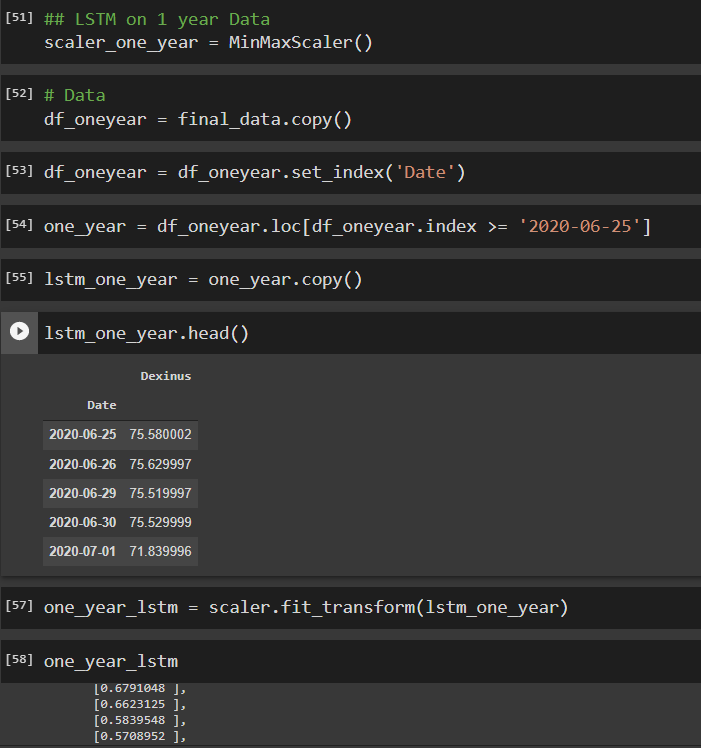 [51] ## LSTM on 1 year Data
scaler_one_year = MinMaxScaler()
[52] # Data
df_oneyear = final_data.copy()
[53] df_oneyear = df_oneyear.set_index('Date')
[54] one_year = df_oneyear.loc[df_oneyear.index >= '2020-06-25']
[55] lstm_one_year = one_year.copy()
lstm_one_year.head()
Dexinus
Date
2020-06-25 75.580002
2020-06-26 75.629997
2020-06-29 75.519997
2020-06-30 75.529999
2020-07-01 71.839996
[57] one_year_lstm = scaler.fit_transform(lstm_one_year)
[58] one_year_lstm
[0.6791048 ],
[0.6623125 ],
[0.5839548 ],
[0.5708952 ],